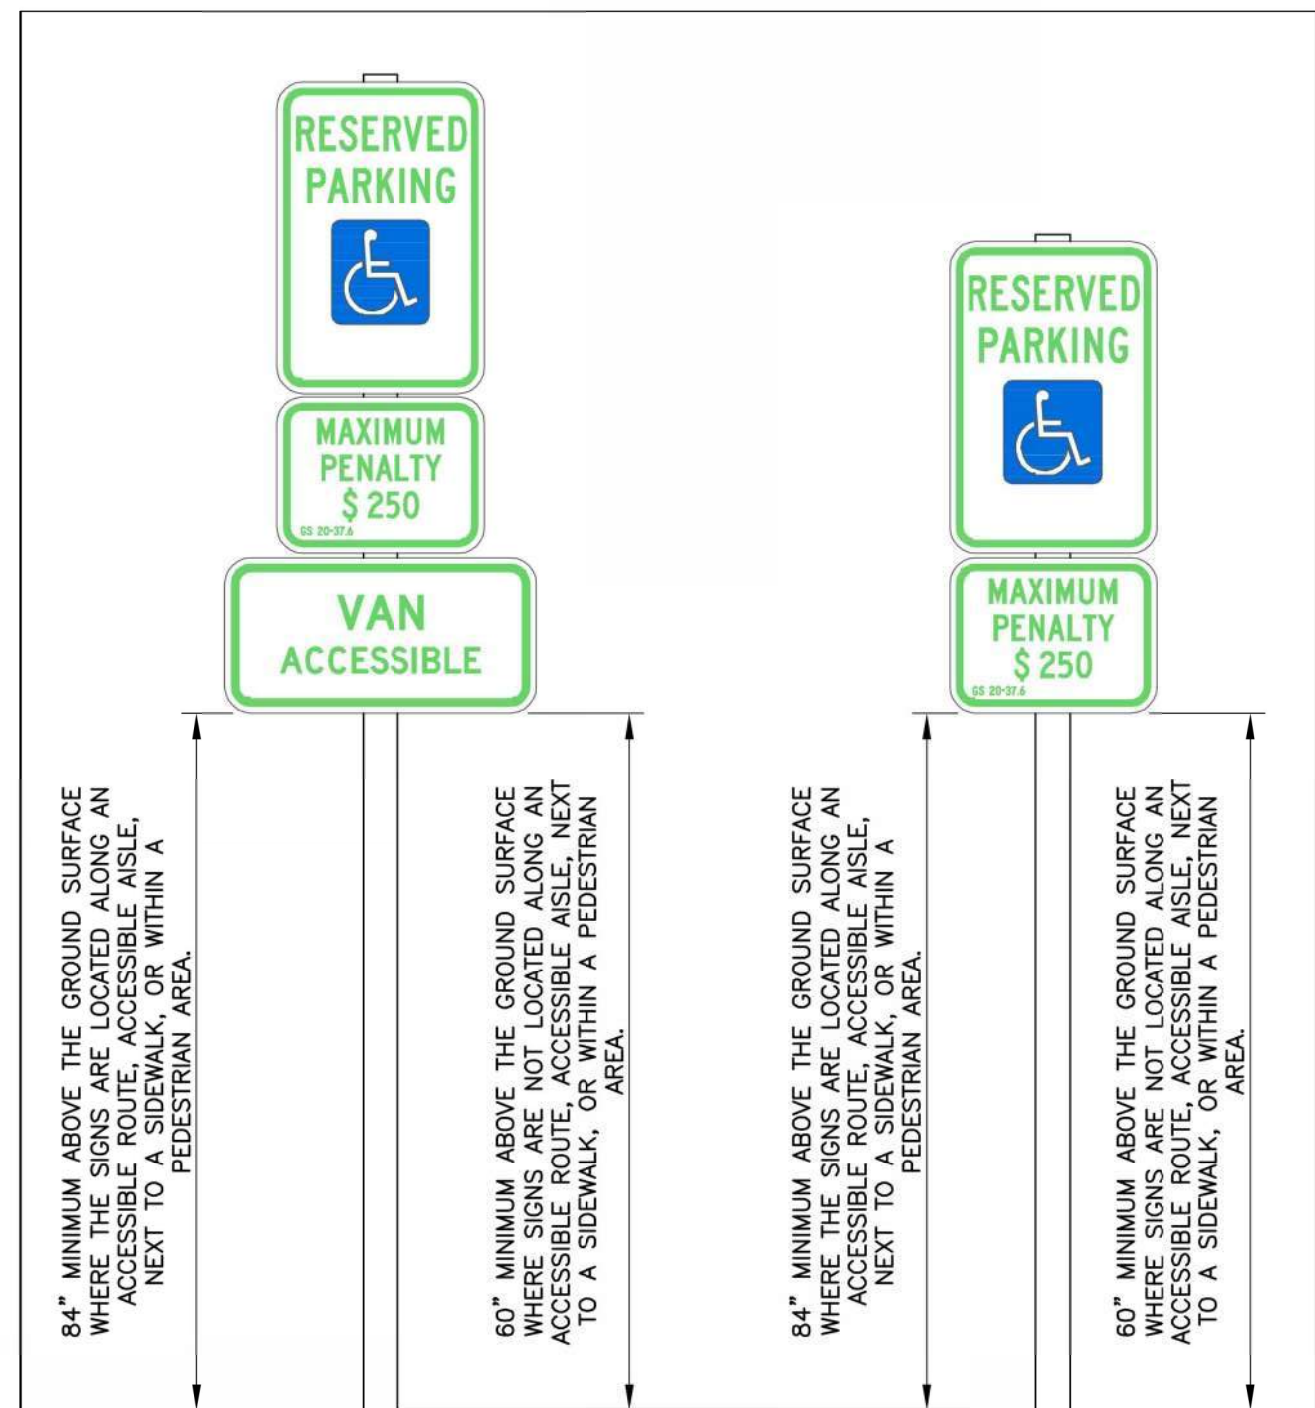 RESERVED
PARKING
MAXIMUM
PENALTY
$ 250
GS 20-37.6
VAN
ACCESSIBLE
RESERVED
PARKING
MAXIMUM
PENALTY
$ 250
GS 20-37.6
84" MINIMUM ABOVE THE GROUND SURFACE
WHERE THE SIGNS ARE LOCATED ALONG AN
ACCESSIBLE ROUTE, ACCESSIBLE AISLE,
NEXT TO A SIDEWALK, OR WITHIN A
PEDESTRIAN AREA.
60" MINIMUM ABOVE THE GROUND SURFACE
WHERE SIGNS ARE NOT LOCATED ALONG AN
ACCESSIBLE ROUTE, ACCESSIBLE AISLE, NEXT
TO A SIDEWALK, OR WITHIN A PEDESTRIAN
AREA.
84" MINIMUM ABOVE THE GROUND SURFACE
WHERE THE SIGNS ARE LOCATED ALONG AN
ACCESSIBLE ROUTE, ACCESSIBLE AISLE,
NEXT TO A SIDEWALK, OR WITHIN A
PEDESTRIAN AREA.
60" MINIMUM ABOVE THE GROUND SURFACE
WHERE SIGNS ARE NOT LOCATED ALONG AN
ACCESSIBLE ROUTE, ACCESSIBLE AISLE, NEXT
TO A SIDEWALK, OR WITHIN A PEDESTRIAN
AREA.